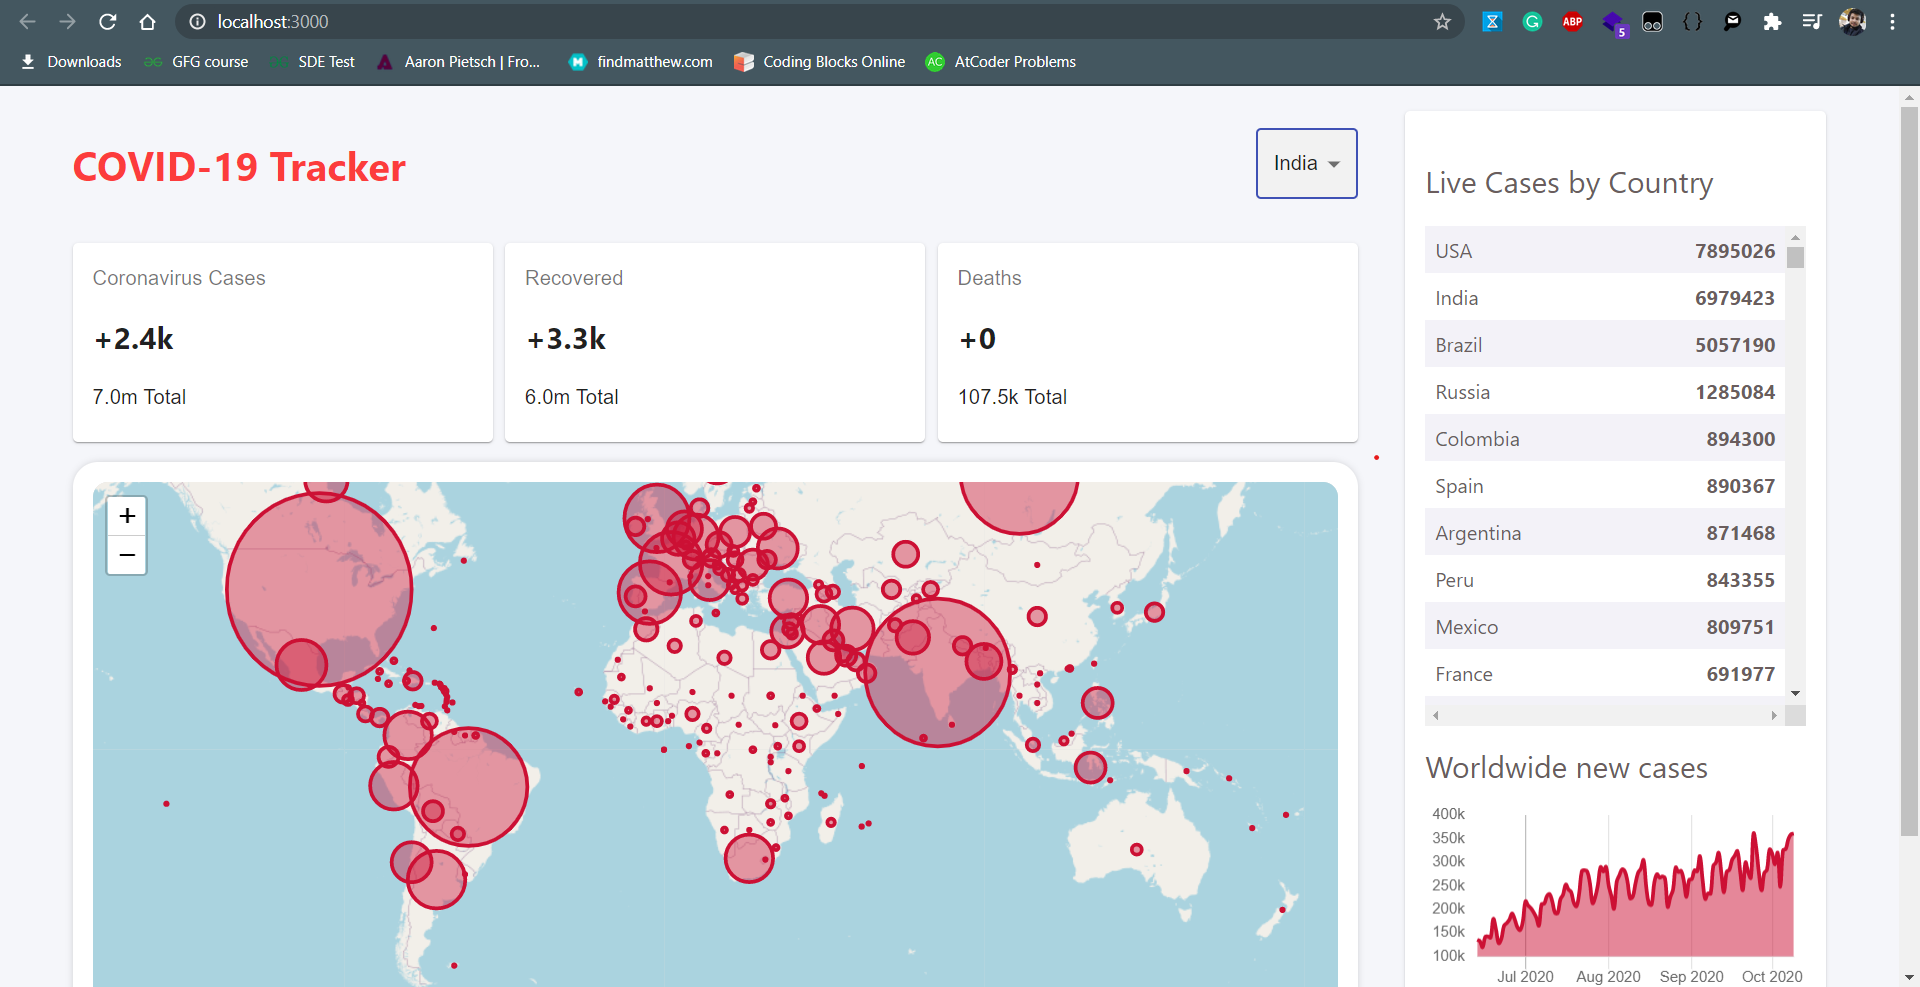 localhost:3000
ABP
5
Downloads
GFG course
SDE Test
Aaron Pietsch | Fro...
findmatthew.com
Coding Blocks Online
AC
AtCoder Problems
COVID-19 Tracker
India
Coronavirus Cases
+2.4k
7.0m Total
Recovered
+3.3k
6.0m Total
Deaths
+0
107.5k Total
+
−
Live Cases by Country
USA 7895026
India 6979423
Brazil 5057190
Russia 1285084
Colombia 894300
Spain 890367
Argentina 871468
Peru 843355
Mexico 809751
France 691977
Worldwide new cases
400k
350k
300k
250k
200k
150k
100k
Jul 2020 Aug 2020 Sep 2020 Oct 2020